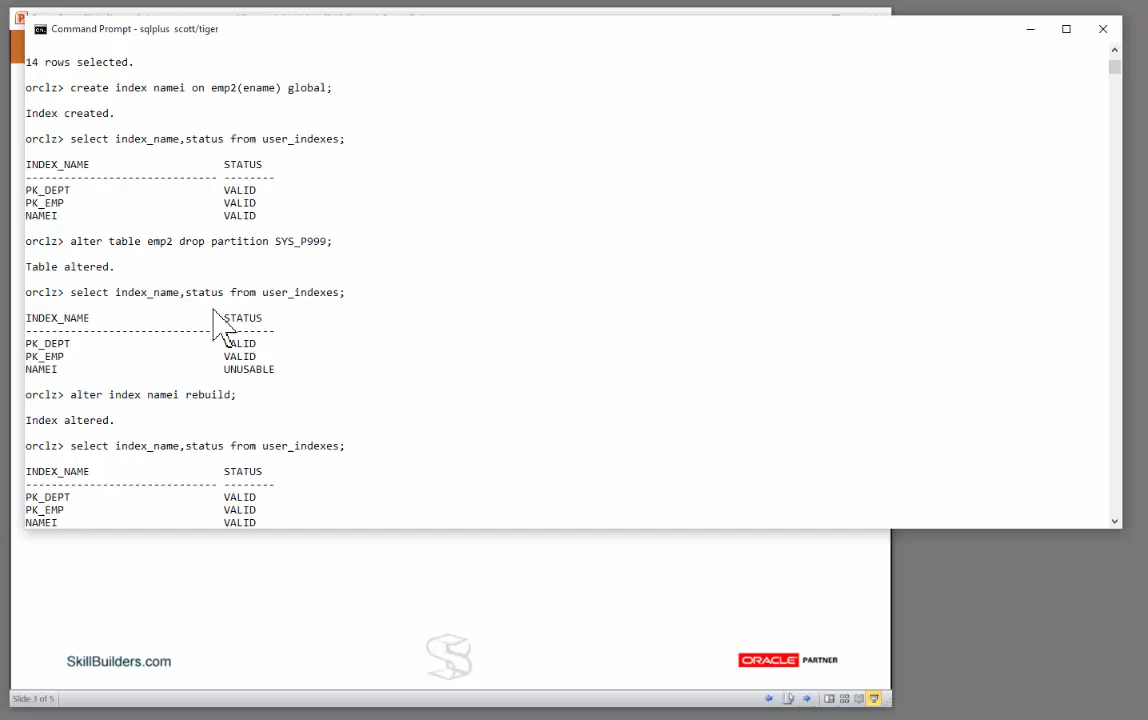 Command Prompt - sqlplus scott/tiger
14 rows selected.
orclz> create index namei on emp2(ename) global;
Index created.
orclz> select index_name,status from user_indexes;
INDEX_NAME STATUS
------------------------------ --------
PK_DEPT VALID
PK_EMP VALID
NAMEI VALID
orclz> alter table emp2 drop partition SYS_P999;
Table altered.
orclz> select index_name,status from user_indexes;
INDEX_NAME STATUS
------------------------------ --------
PK_DEPT VALID
PK_EMP VALID
NAMEI UNUSABLE
orclz> alter index namei rebuild;
Index altered.
orclz> select index_name,status from user_indexes;
INDEX_NAME STATUS
------------------------------ --------
PK_DEPT VALID
PK_EMP VALID
NAMEI VALID
SkillBuilders.com
ORACLE PARTNER
Slide 3 of 5